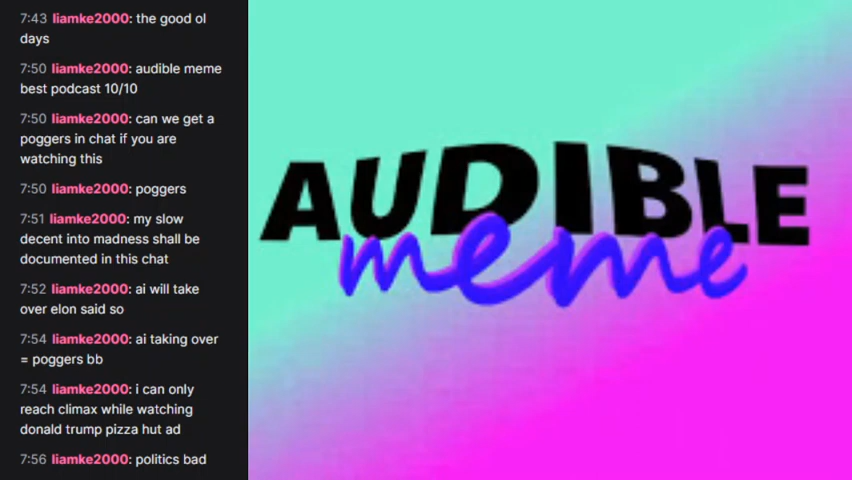 7:43 liamke2000: the good ol
days
7:50 liamke2000: audible meme
best podcast 10/10
7:50 liamke2000: can we get a
poggers in chat if you are
watching this
7:50 liamke2000: poggers
7:51 liamke2000: my slow
decent into madness shall be
documented in this chat
7:52 liamke2000: ai will take
over elon said so
7:54 liamke2000: ai taking over
= poggers bb
7:54 liamke2000: i can only
reach climax while watching
donald trump pizza hut ad
7:56 liamke2000: politics bad
AUDIBLE
meme